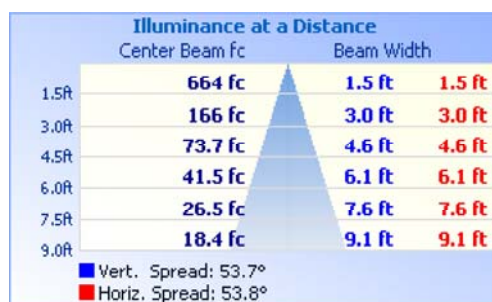 Illuminance at a Distance
Center Beam fc Beam Width
1.5ft 664 fc 1.5 ft 1.5 ft
3.0ft 166 fc 3.0 ft 3.0 ft
4.5ft 73.7 fc 4.6 ft 4.6 ft
6.0ft 41.5 fc 6.1 ft 6.1 ft
7.5ft 26.5 fc 7.6 ft 7.6 ft
9.0ft 18.4 fc 9.1 ft 9.1 ft
Vert. Spread: 53.7°
Horiz. Spread: 53.8°